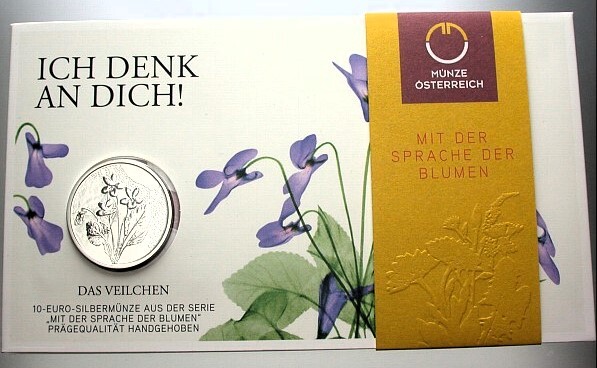 ICH DENK
AN DICH!
DAS VEILCHEN
10-EURO-SILBERMÜNZE AUS DER SERIE
„MIT DER SPRACHE DER BLUMEN"
PRÄGEQUALITÄT HANDGEHOBEN
MÜNZE
ÖSTERREICH
MIT DER
SPRACHE DER
BLUMEN